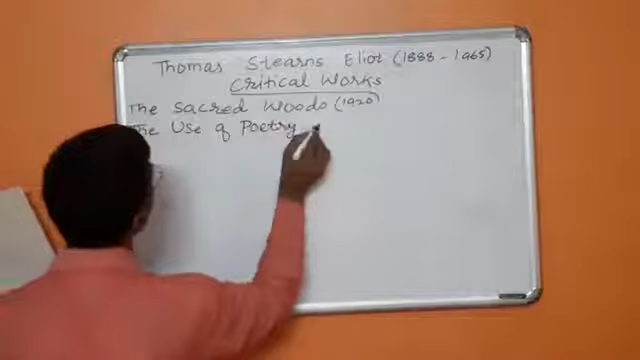 Thomas Stearns Eliot (1888-1965)
Critical Works
The Sacred Woods (1920)
The Use of Poetry